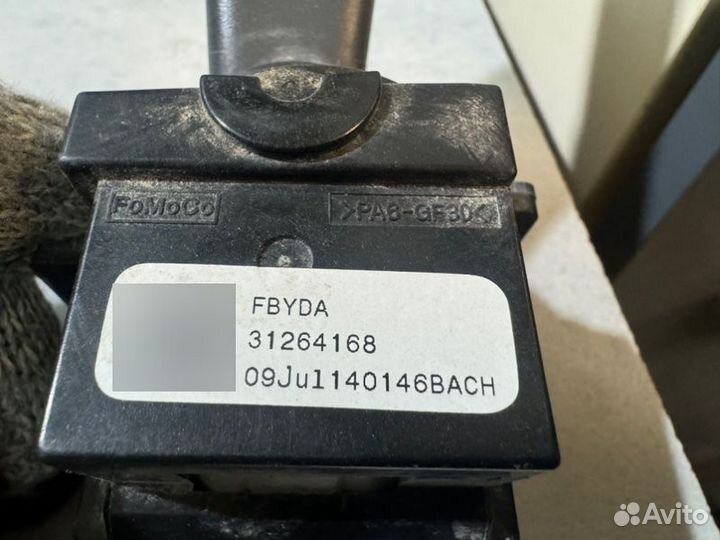 FoMoCo
>PA6-GF30<
FBYDA
31264168
09Jul140146BACH
Avito